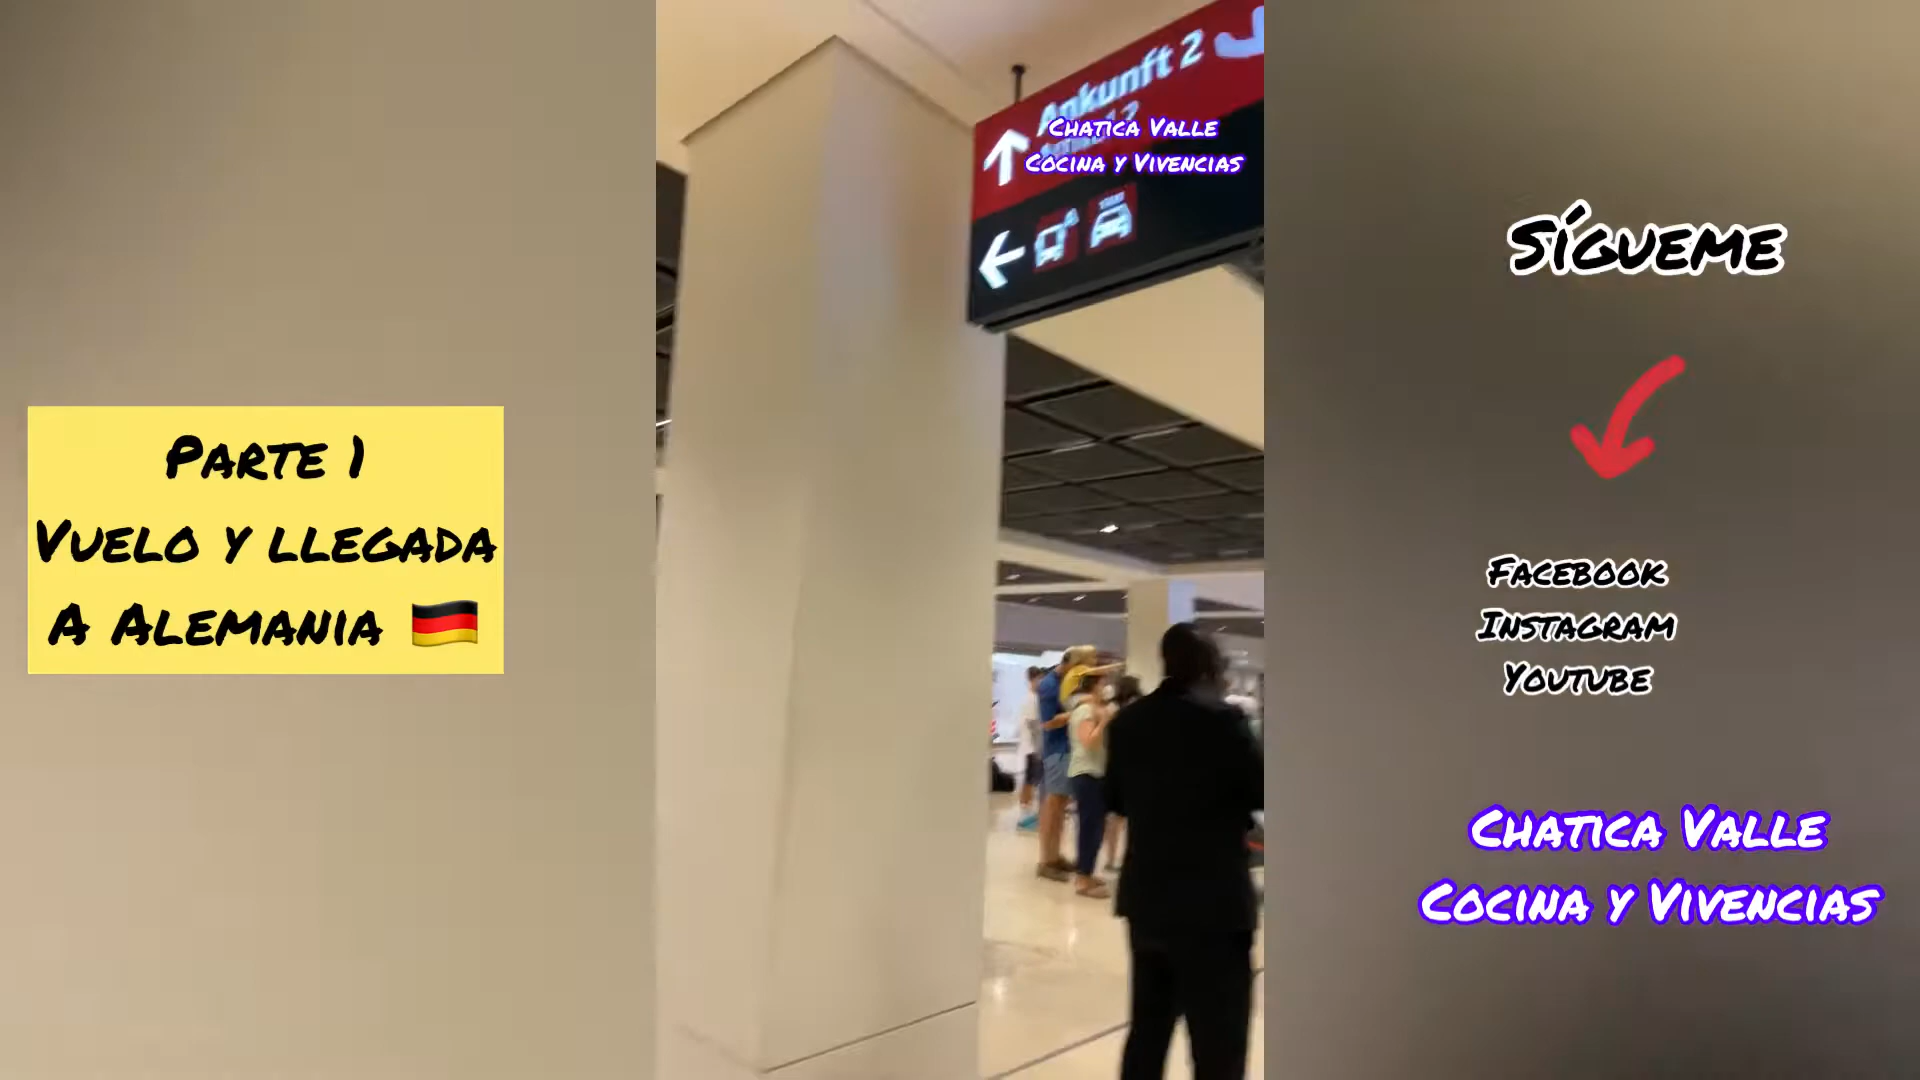 Parte 1
Vuelo y llegada
a Alemania 🇩🇪
Ankunft 2
Chatica Valle
Cocina y Vivencias
TAXI
Sígueme
Facebook
Instagram
Youtube
Chatica Valle
Cocina y Vivencias